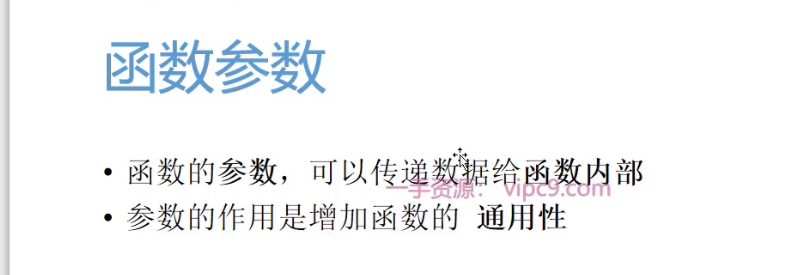 函数参数
• 函数的参数，可以传递数据给函数内部
一手资源： vipc9.com
• 参数的作用是增加函数的 通用性